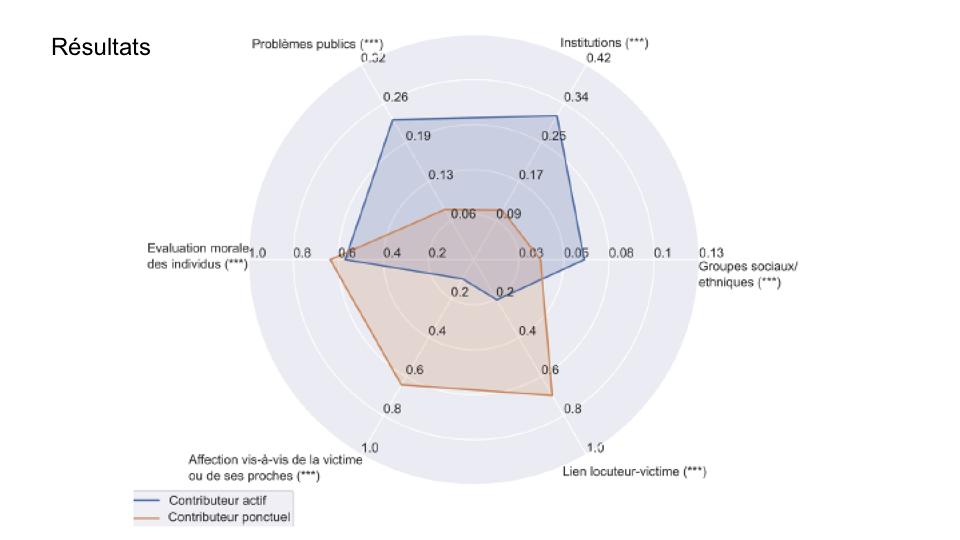 Résultats
Problèmes publics (***)
0.32
Institutions (***)
0.42
0.26
0.34
0.19
0.25
0.13
0.17
0.06
0.09
Evaluation morale
des individus (***)
1.0
0.8
0.6
0.4
0.2
0.03
0.05
0.08
0.1
0.13
Groupes sociaux/
ethniques (***)
0.2
0.2
0.4
0.4
0.6
0.6
0.8
0.8
1.0
1.0
Affection vis-à-vis de la victime
ou de ses proches (***)
Lien locuteur-victime (***)
Contributeur actif
Contributeur ponctuel